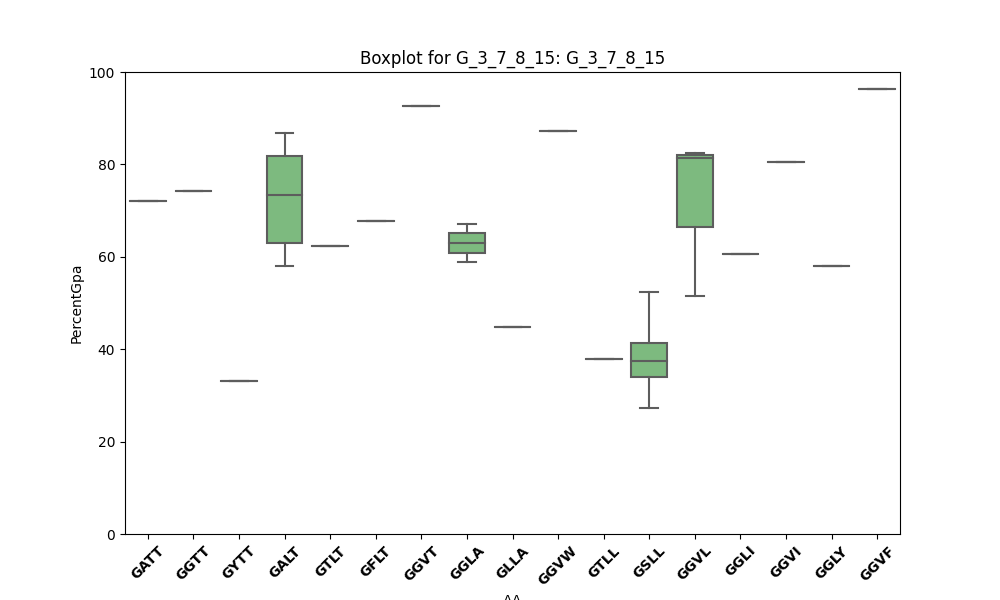 Boxplot for G_3_7_8_15: G_3_7_8_15
PercentGpa
100
80
60
40
20
0
GATT GGTT GYTT GALT GTLT GFLT GGVT GGLA GLLA GGVW GTLL GSLL GGVL GGLI GGVI GGLY GGVF
AA